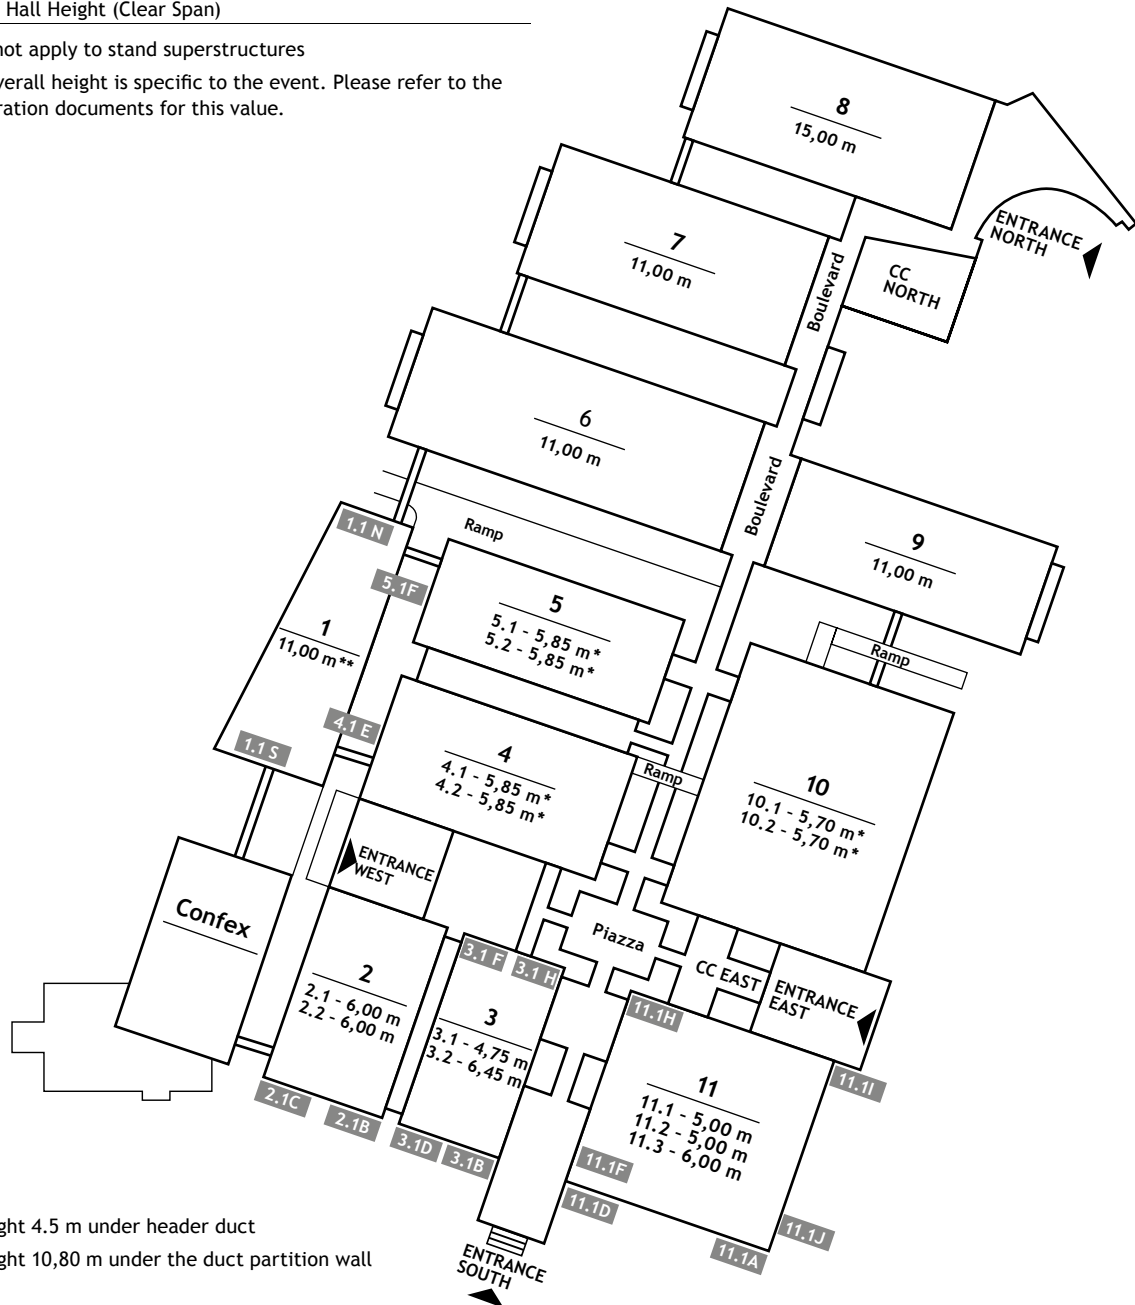 Hall Height (Clear Span)
not apply to stand superstructures
verall height is specific to the event. Please refer to the
ration documents for this value.
8
15,00 m
ENTRANCE
NORTH
7
11,00 m
Boulevard
CC
NORTH
6
11,00 m
Boulevard
9
11,00 m
Ramp
1.1 N
Ramp
5.1F
5
5.1 - 5,85 m*
5.2 - 5,85 m*
1
11,00 m**
4.1 E
1.1 S
4
4.1 - 5,85 m*
4.2 - 5,85 m*
Ramp
10
10.1 - 5,70 m*
10.2 - 5,70 m*
ENTRANCE
WEST
Confex
Piazza
CC EAST
ENTRANCE
EAST
2
2.1 - 6,00 m
2.2 - 6,00 m
3.1 F
3.1 H
3
3.1 - 4,75 m
3.2 - 6,45 m
11.1H
11
11.1 - 5,00 m
11.2 - 5,00 m
11.3 - 6,00 m
11.1I
2.1C
2.1B
3.1D
3.1B
11.1F
11.1D
11.1J
11.1A
ght 4.5 m under header duct
ght 10,80 m under the duct partition wall
ENTRANCE
SOUTH